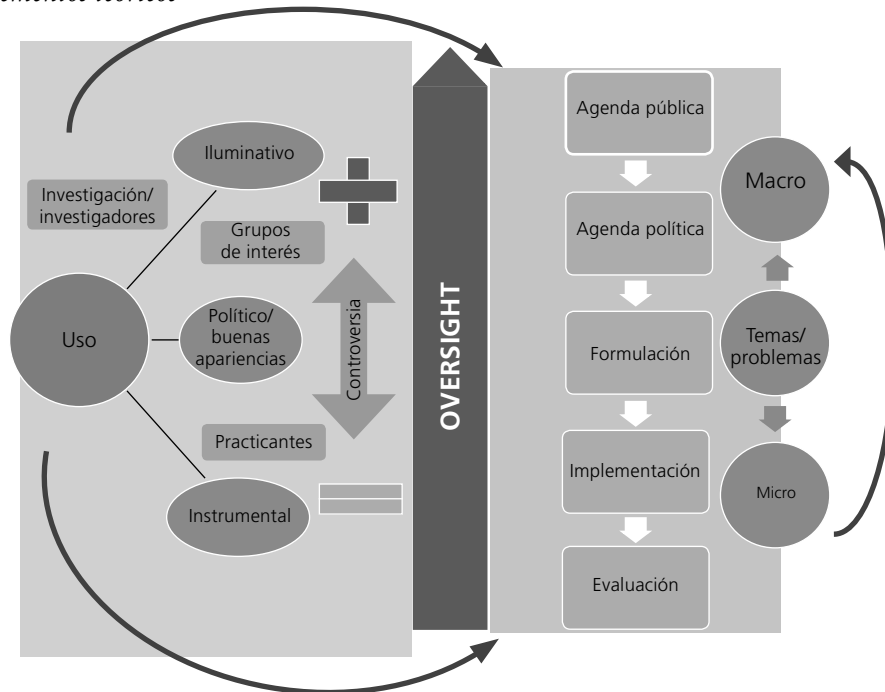 Iluminativo
Investigación/
investigadores
Grupos
de interés
Uso
Político/
buenas
apariencias
Controversia
Practicantes
Instrumental
OVERSIGHT
Agenda pública
Agenda política
Formulación
Implementación
Evaluación
Macro
Temas/
problemas
Micro